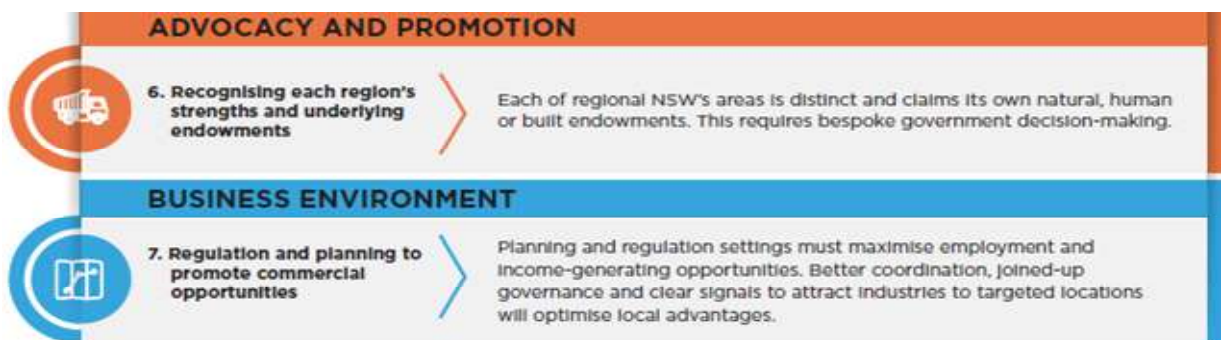 ADVOCACY AND PROMOTION
6. Recognising each region's
strengths and underlying
endowments
Each of regional NSW's areas is distinct and claims its own natural, human
or built endowments. This requires bespoke government decision-making.
BUSINESS ENVIRONMENT
7. Regulation and planning to
promote commercial
opportunities
Planning and regulation settings must maximise employment and
income-generating opportunities. Better coordination, joined-up
governance and clear signals to attract industries to targeted locations
will optimise local advantages.